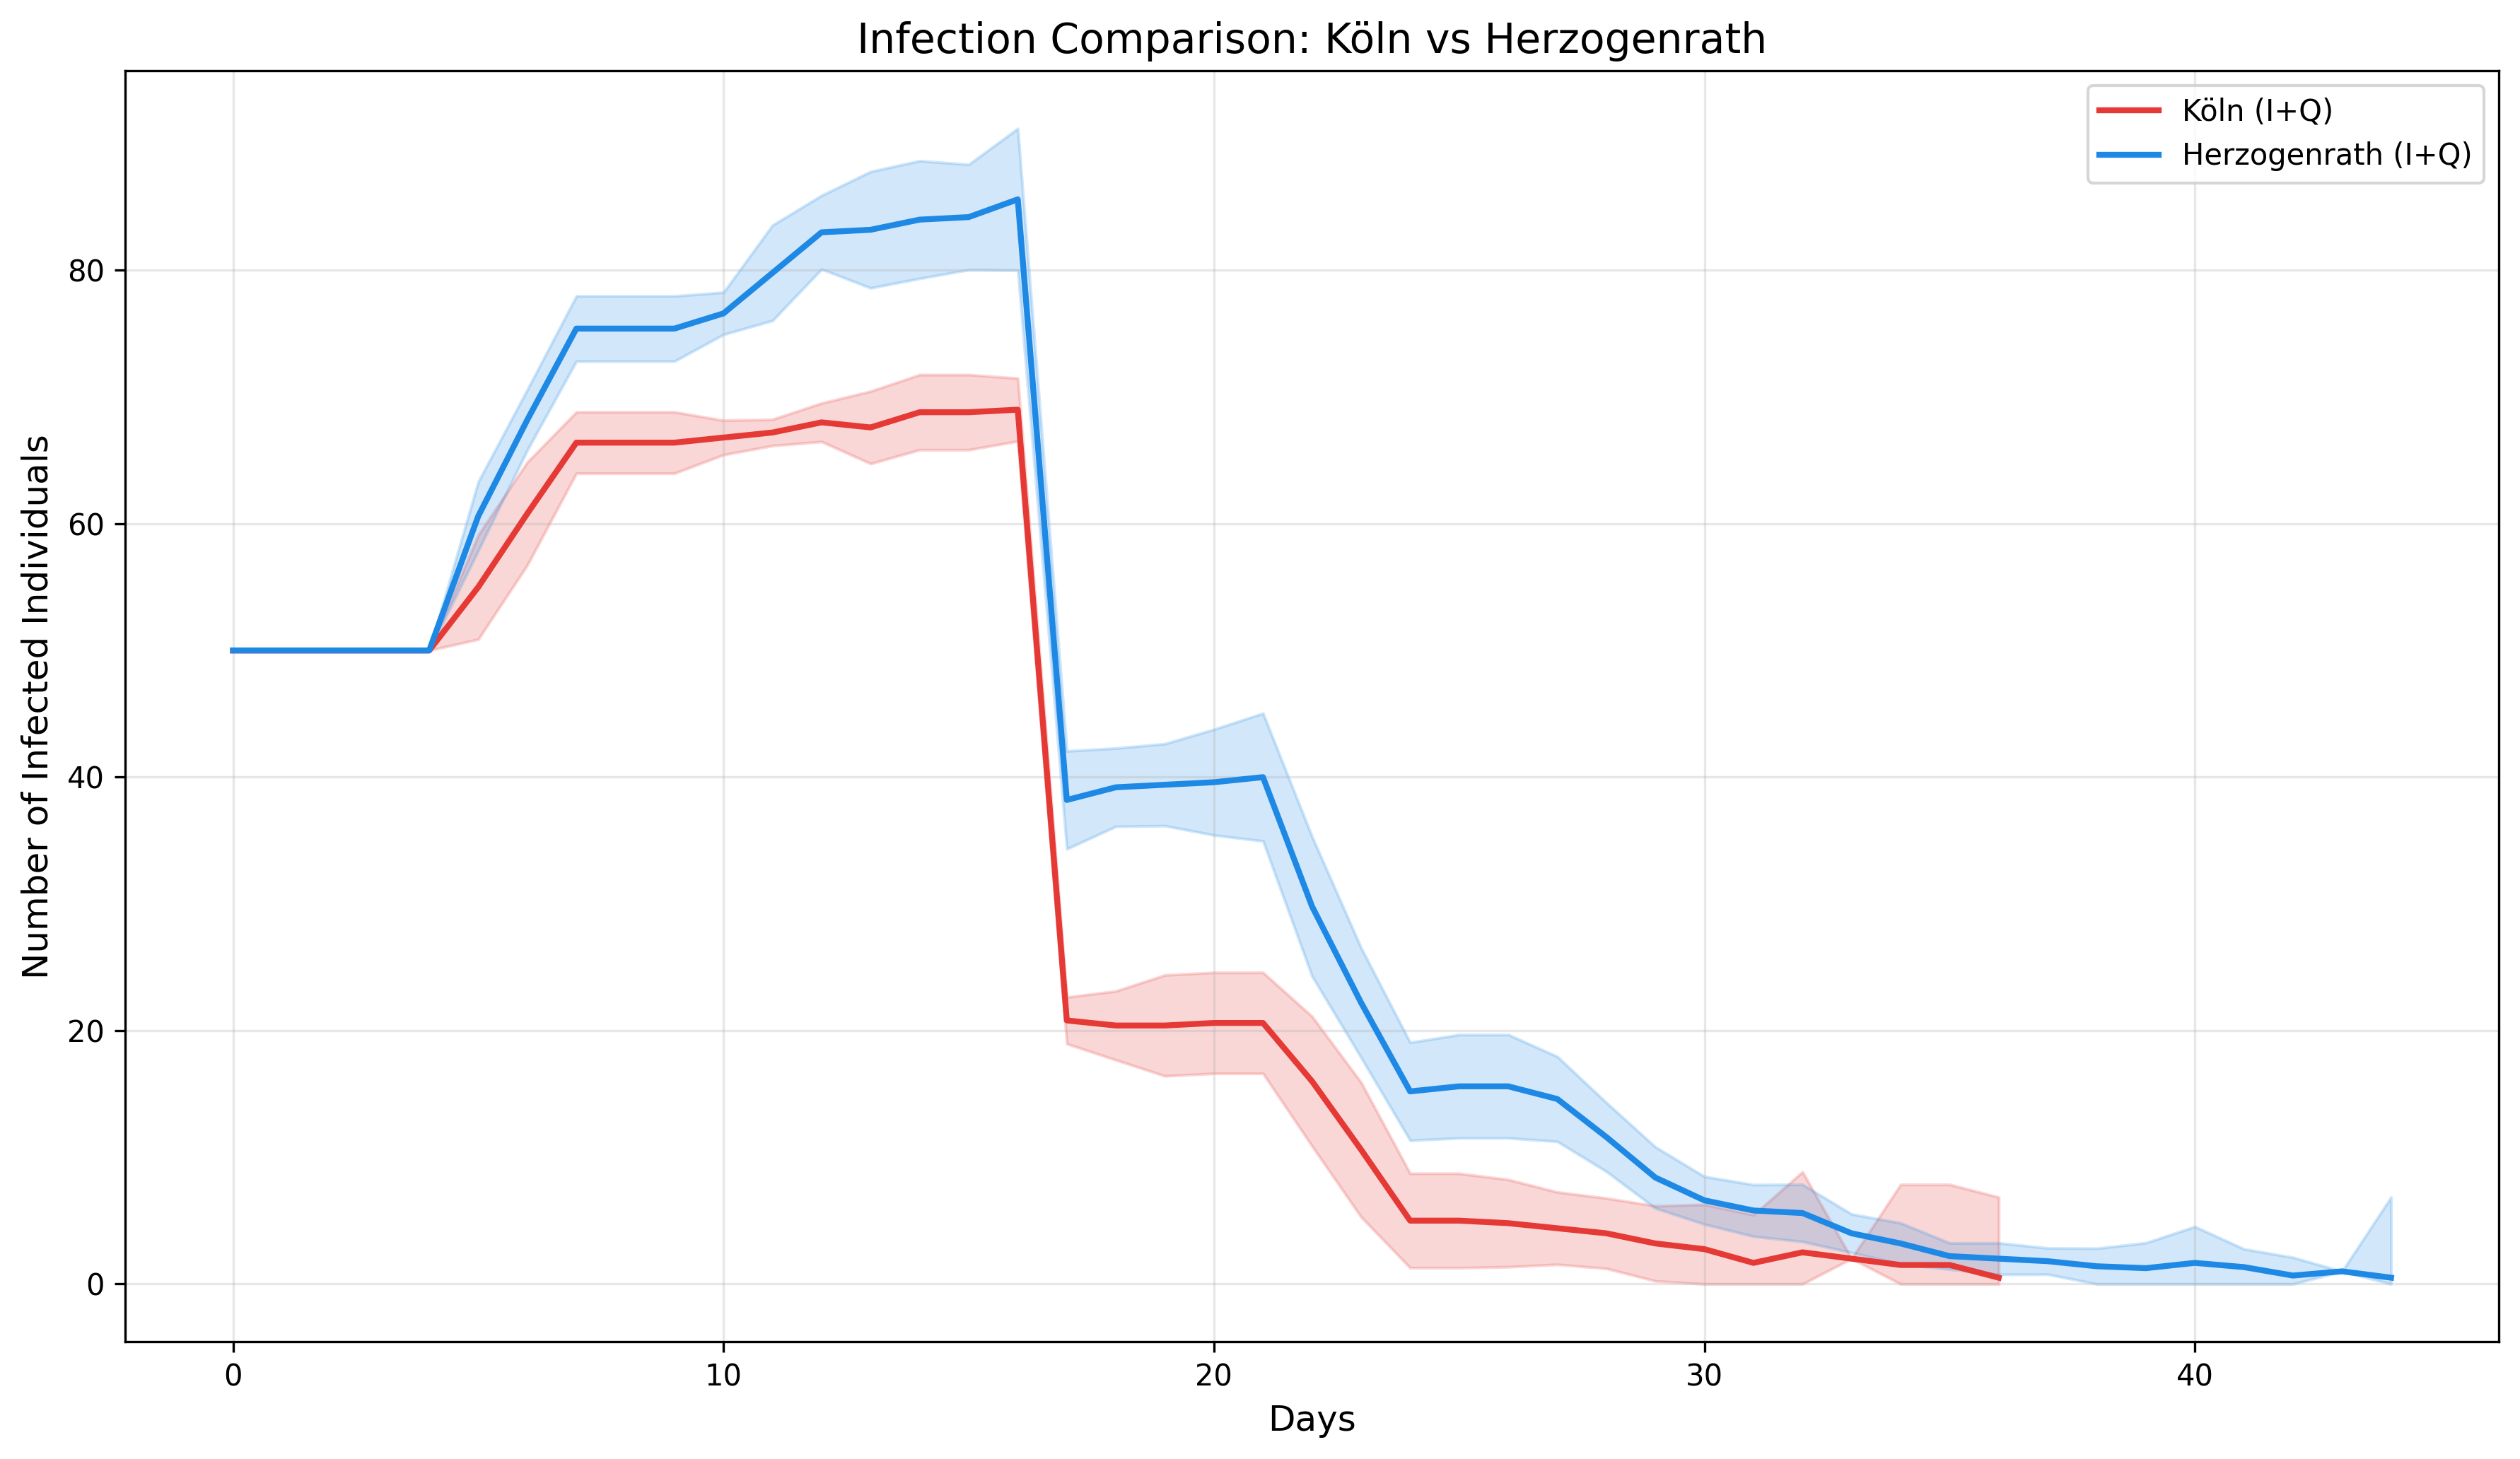 Infection Comparison: Köln vs Herzogenrath
Köln (I+Q)
Herzogenrath (I+Q)
Number of Infected Individuals
80
60
40
20
0
0 10 20 30 40
Days